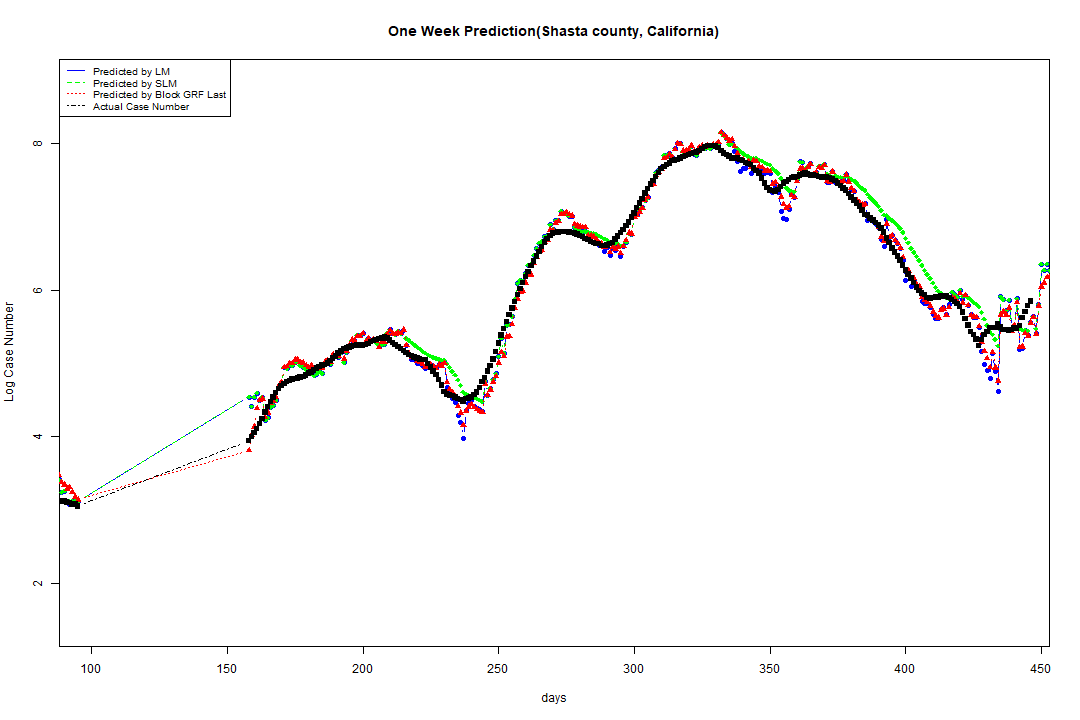 One Week Prediction(Shasta county, California)
Predicted by LM
Predicted by SLM
Predicted by Block GRF Last
Actual Case Number
8
6
4
2
Log Case Number
100 150 200 250 300 350 400 450
days